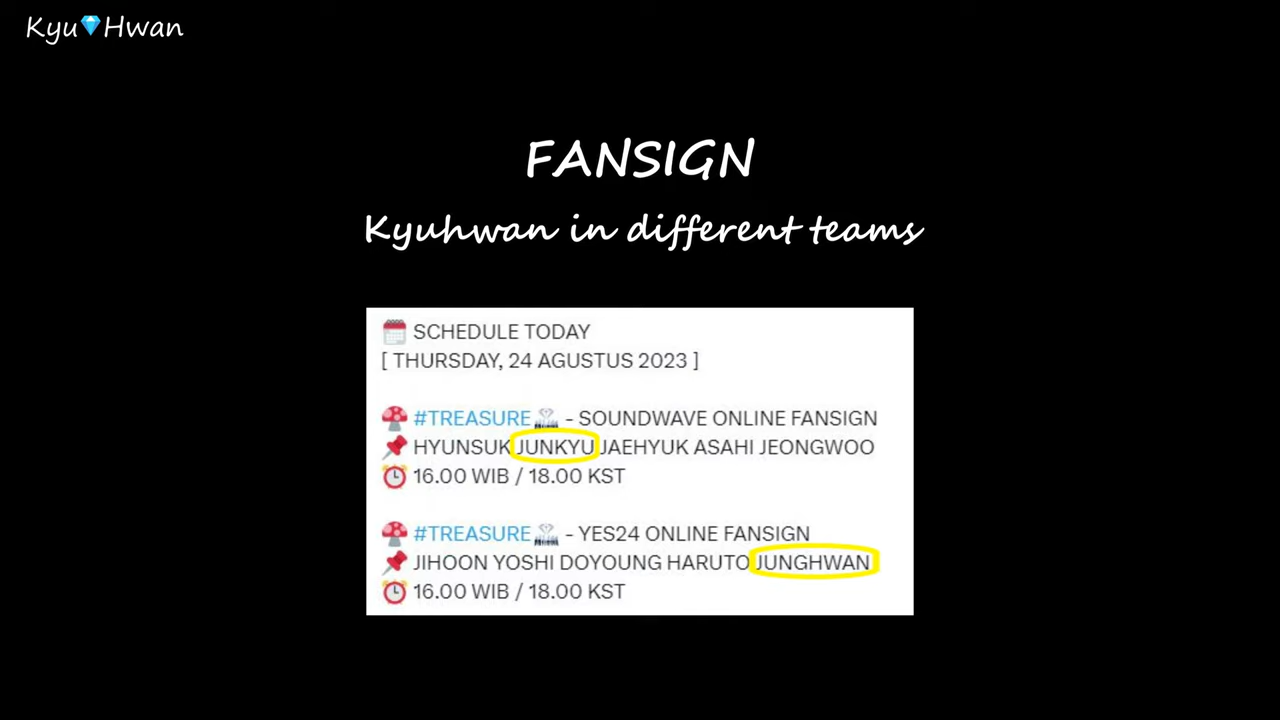 Kyu💎Hwan
FANSIGN
Kyuhwan in different teams
SCHEDULE TODAY
[ THURSDAY, 24 AGUSTUS 2023 ]
#TREASURE - SOUNDWAVE ONLINE FANSIGN
HYUNSUK JUNKYU JAEHYUK ASAHI JEONGWOO
16.00 WIB / 18.00 KST
#TREASURE - YES24 ONLINE FANSIGN
JIHOON YOSHI DOYOUNG HARUTO JUNGHWAN
16.00 WIB / 18.00 KST